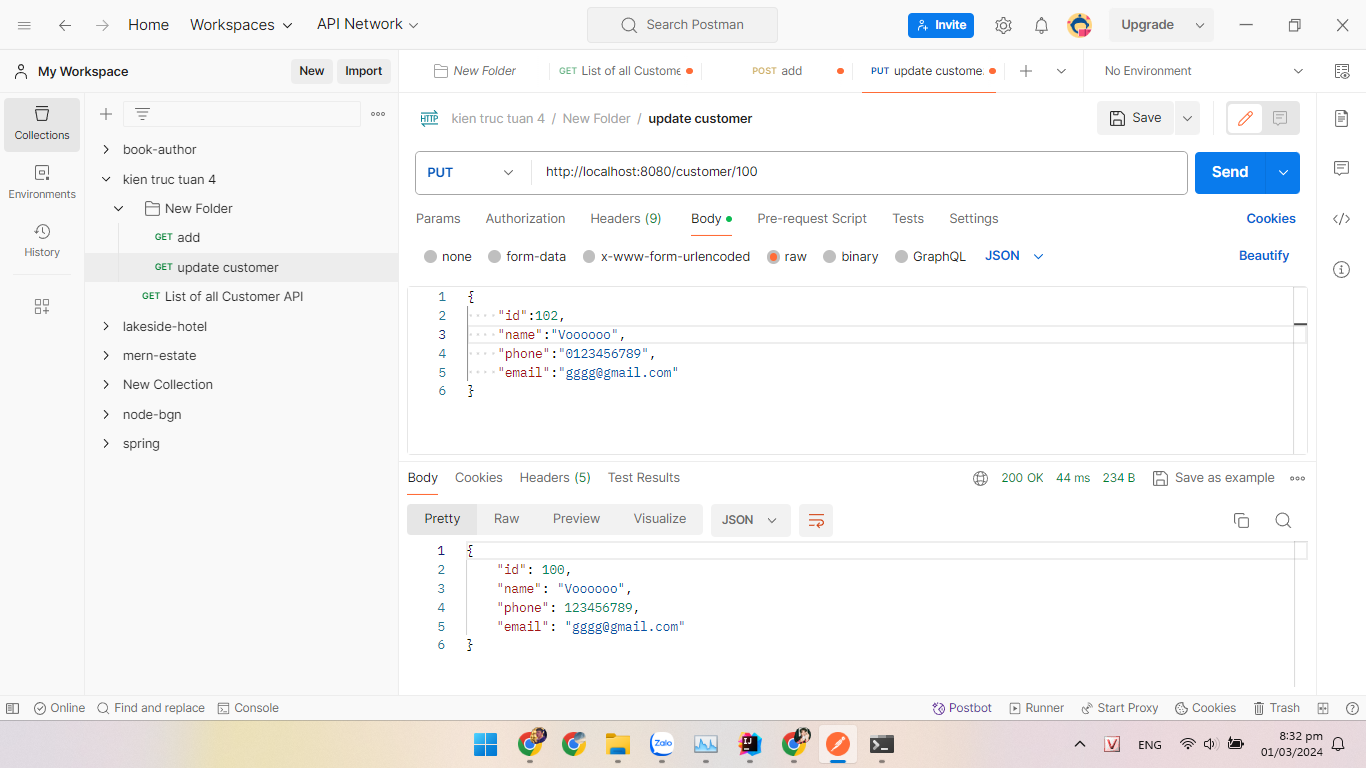 Home Workspaces API Network Search Postman Invite Upgrade
My Workspace New Import New Folder GET List of all Custome POST add PUT update custome No Environment
Collections
Environments
History
book-author
kien truc tuan 4
New Folder
GET add
GET update customer
GET List of all Customer API
lakeside-hotel
mern-estate
New Collection
node-bgn
spring
HTTP kien truc tuan 4 / New Folder / update customer Save
PUT http://localhost:8080/customer/100 Send
Params Authorization Headers (9) Body Pre-request Script Tests Settings Cookies
none form-data x-www-form-urlencoded raw binary GraphQL JSON Beautify
1 {
2 "id":102,
3 "name":"Voooooo",
4 "phone":"0123456789",
5 "email":"gggg@gmail.com"
6 }
Body Cookies Headers (5) Test Results 200 OK 44 ms 234 B Save as example
Pretty Raw Preview Visualize JSON
1 {
2 "id": 100,
3 "name": "Voooooo",
4 "phone": 123456789,
5 "email": "gggg@gmail.com"
6 }
Online Find and replace Console Postbot Runner Start Proxy Cookies Trash
Zalo IJ V ENG 8:32 pm
01/03/2024